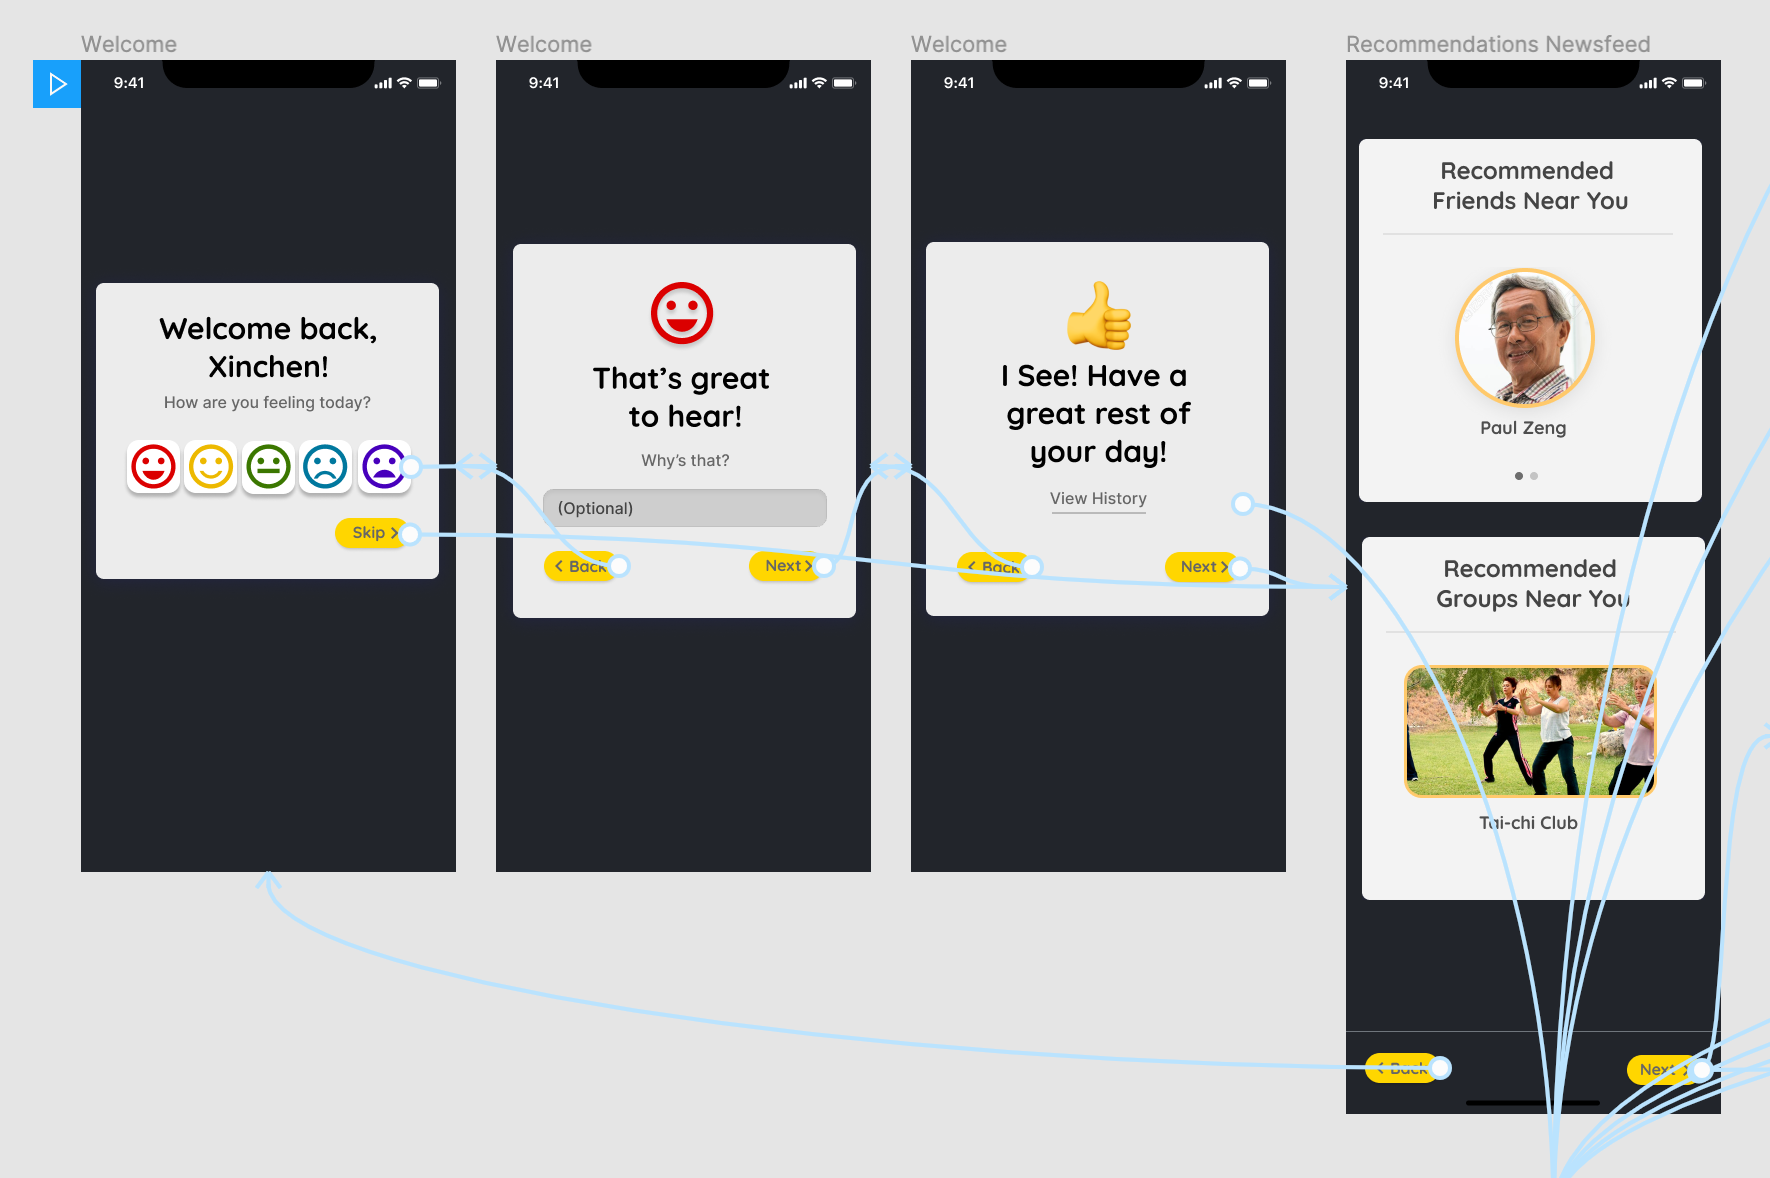 Welcome
9:41
Welcome back,
Xinchen!
How are you feeling today?
Skip
Welcome
9:41
That's great
to hear!
Why's that?
(Optional)
Back
Next
Welcome
9:41
I See! Have a
great rest of
your day!
View History
Back
Next
Recommendations Newsfeed
9:41
Recommended
Friends Near You
Paul Zeng
Recommended
Groups Near You
Tai-chi Club
Back
Next